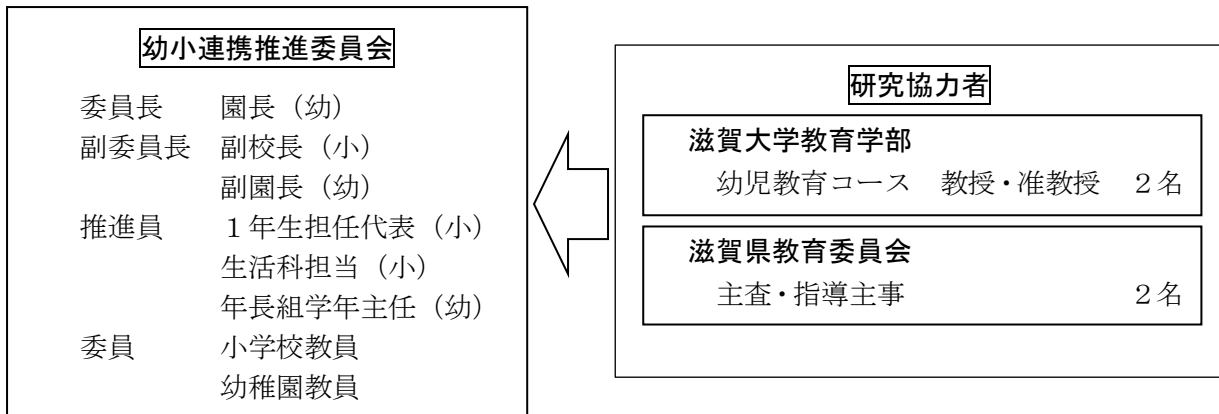 幼小連携推進委員会
委員長 園長（幼）
副委員長 副校長（小）
副園長（幼）
推進員 １年生担任代表（小）
生活科担当（小）
年長組学年主任（幼）
委員 小学校教員
幼稚園教員
研究協力者
滋賀大学教育学部
幼児教育コース 教授・准教授 ２名
滋賀県教育委員会
主査・指導主事 ２名